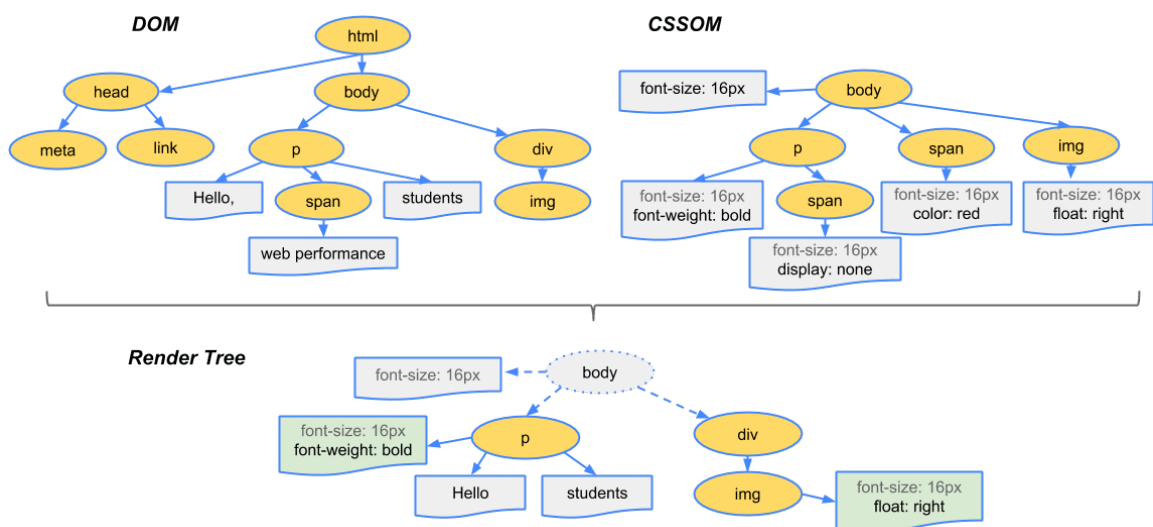 DOM
html
head
body
meta
link
p
div
Hello,
span
students
img
web performance
CSSOM
font-size: 16px
body
p
span
img
font-size: 16px
font-weight: bold
span
font-size: 16px
color: red
font-size: 16px
float: right
font-size: 16px
display: none
Render Tree
font-size: 16px
body
font-size: 16px
font-weight: bold
p
div
Hello
students
img
font-size: 16px
float: right